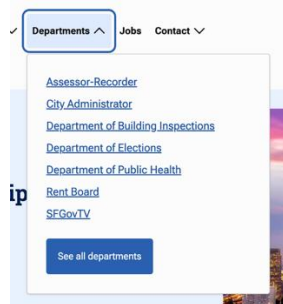 Departments Jobs Contact
Assessor-Recorder
City Administrator
Department of Building Inspections
Department of Elections
Department of Public Health
ip
Rent Board
SFGovTV
See all departments